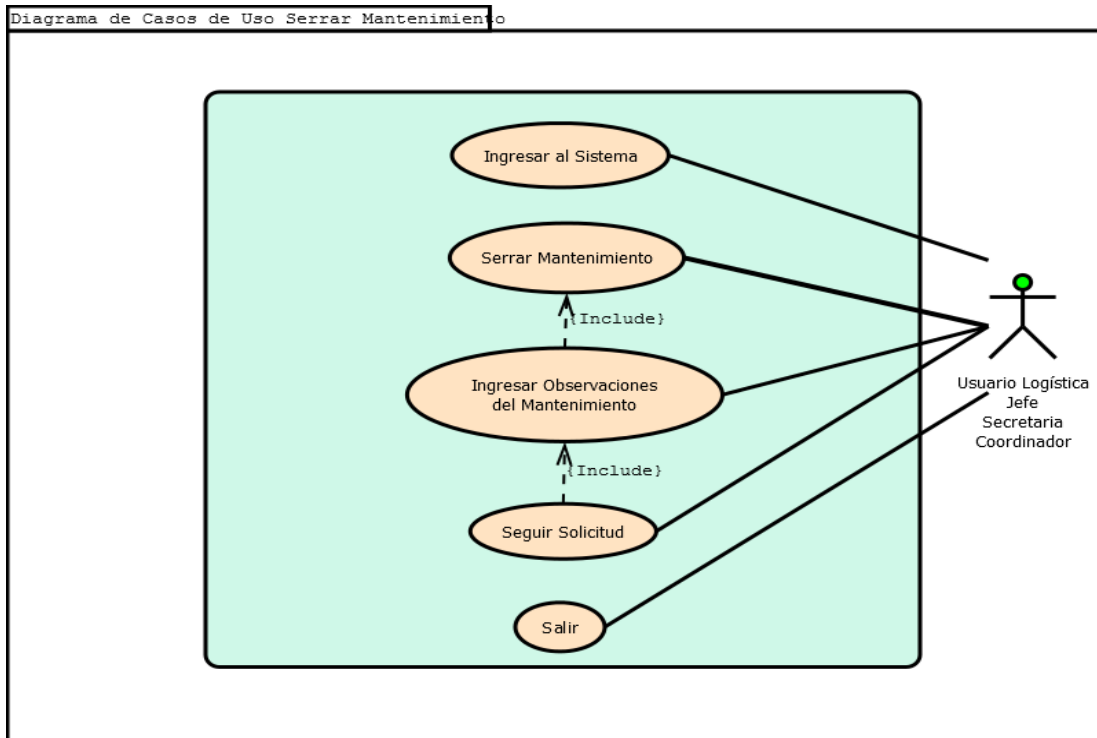 Diagrama de Casos de Uso Serrar Mantenimiento
Ingresar al Sistema
Serrar Mantenimiento
{Include}
Ingresar Observaciones
del Mantenimiento
Usuario Logística
Jefe
Secretaria
Coordinador
{Include}
Seguir Solicitud
Salir